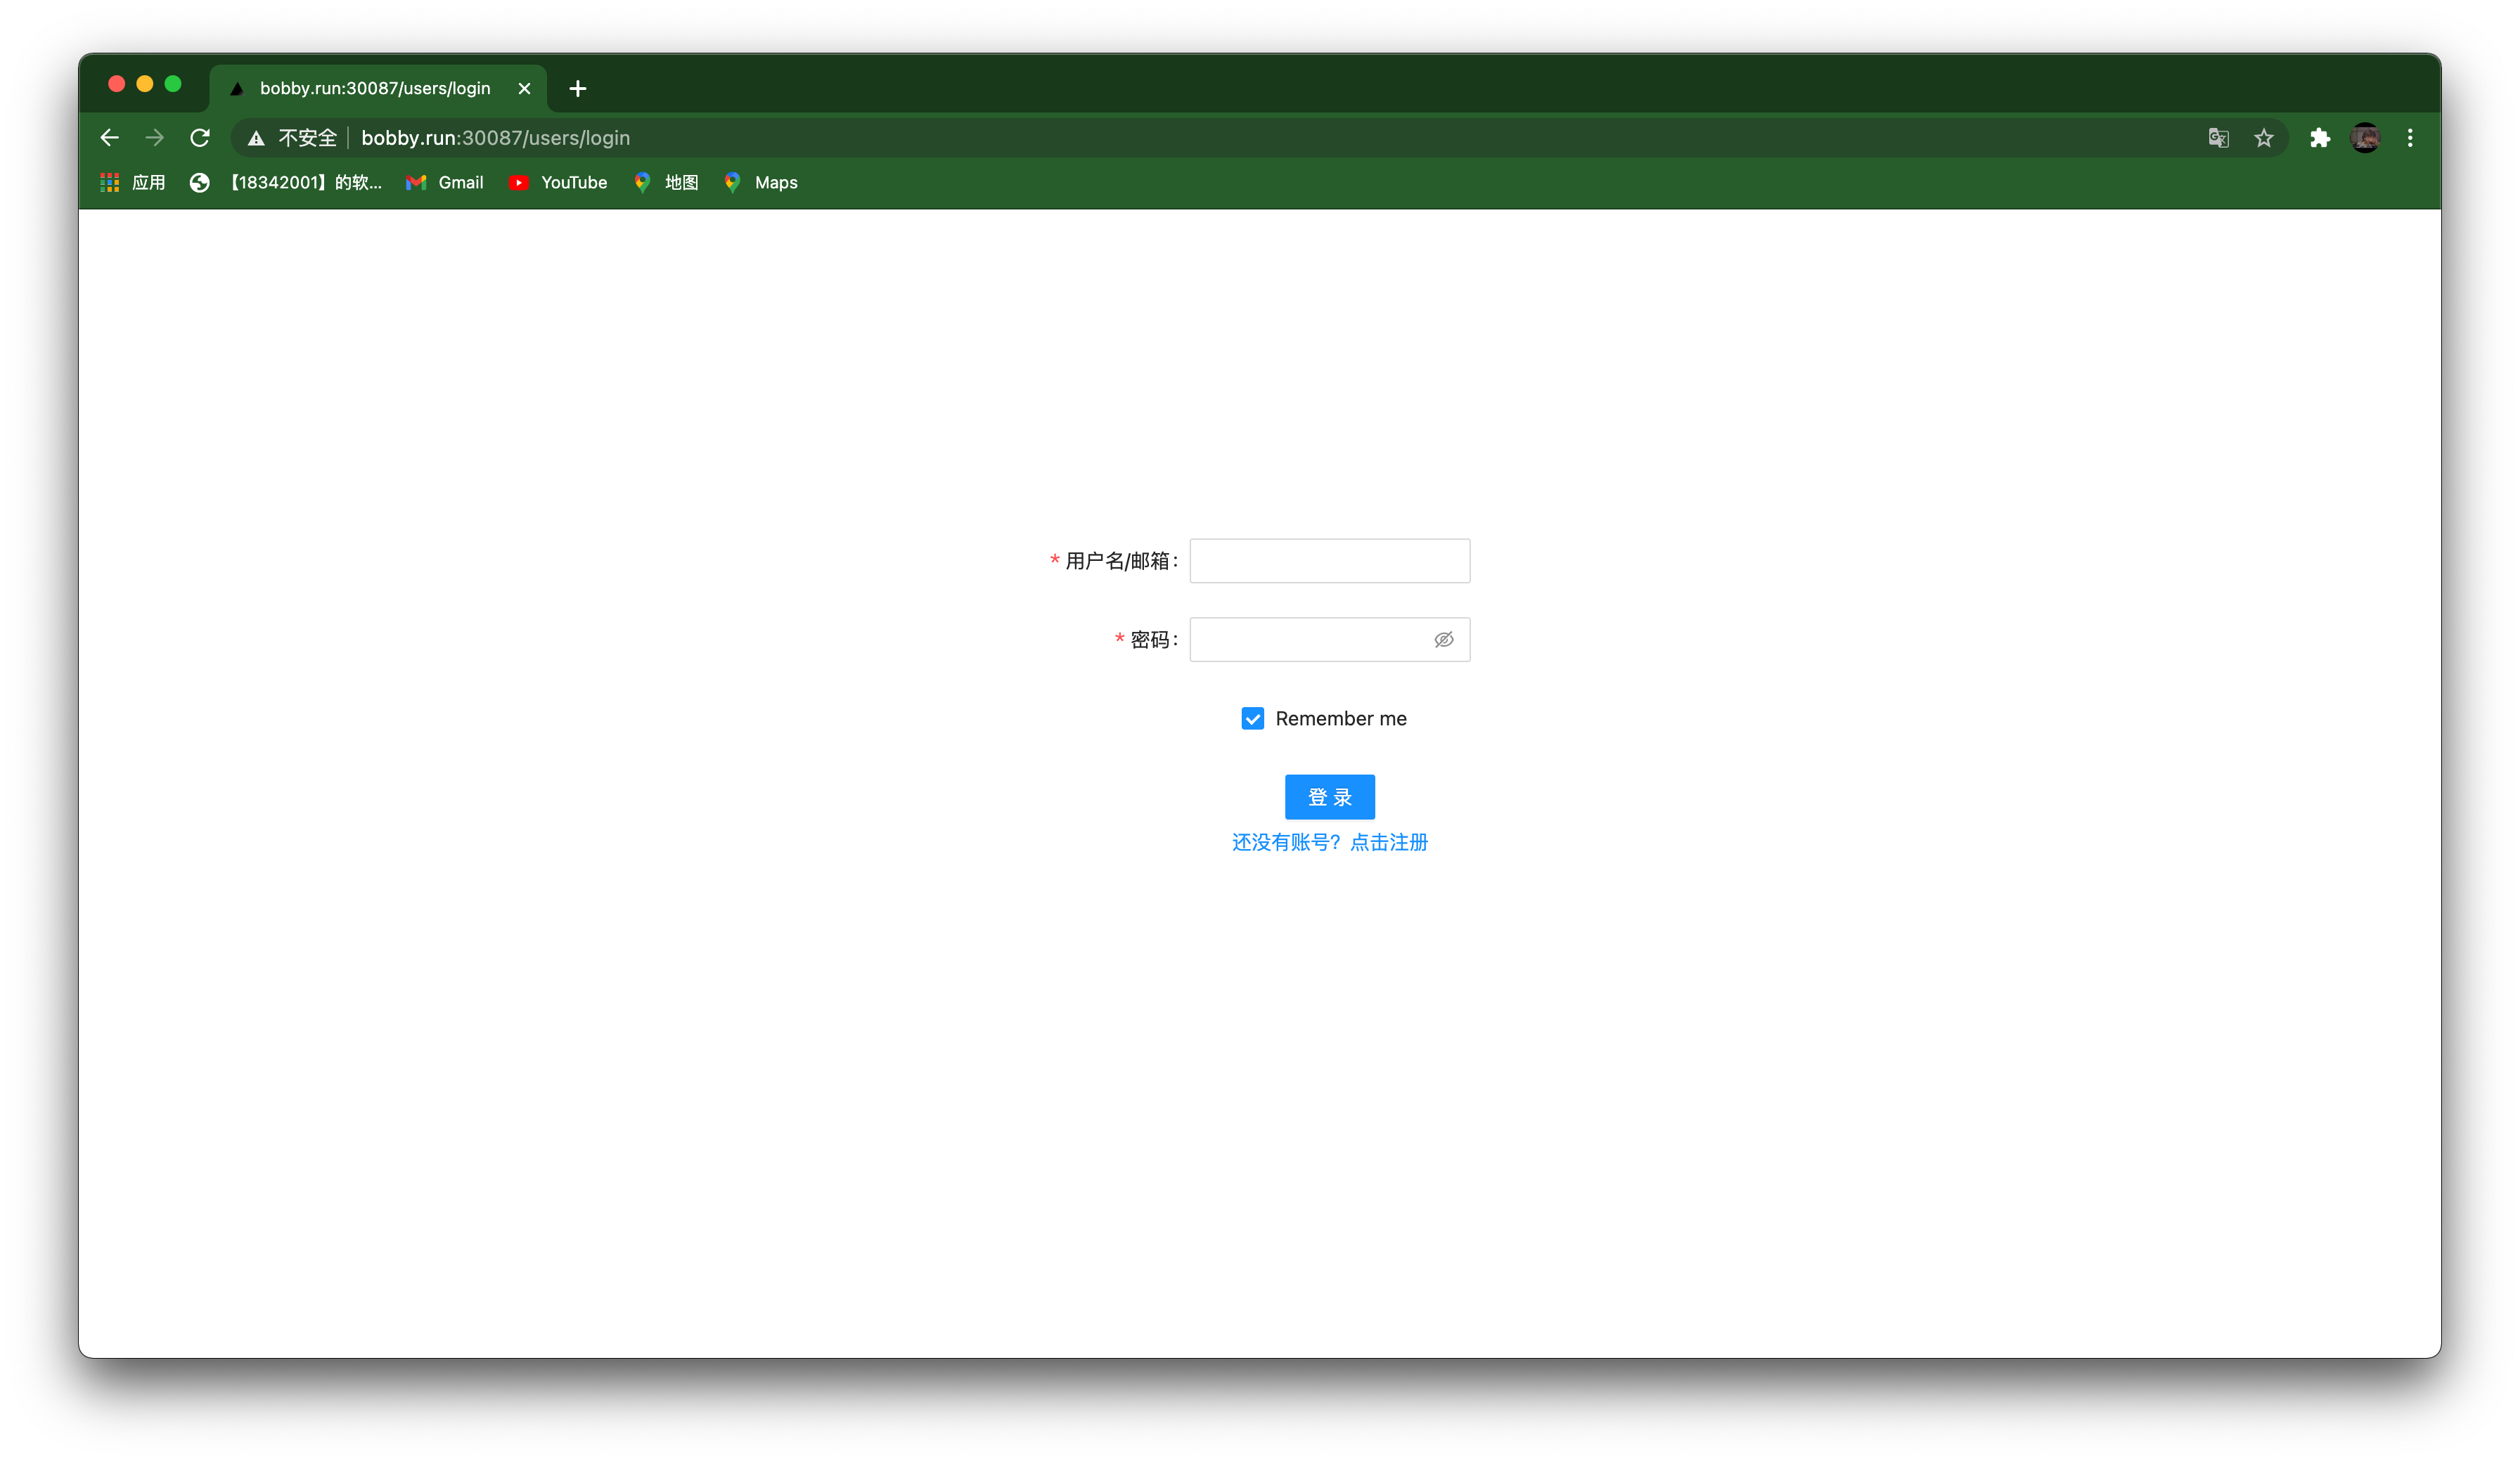 bobby.run:30087/users/login
不安全 bobby.run:30087/users/login
应用 【18342001】的软... Gmail YouTube 地图 Maps
* 用户名/邮箱:
* 密码:
Remember me
登 录
还没有账号？点击注册